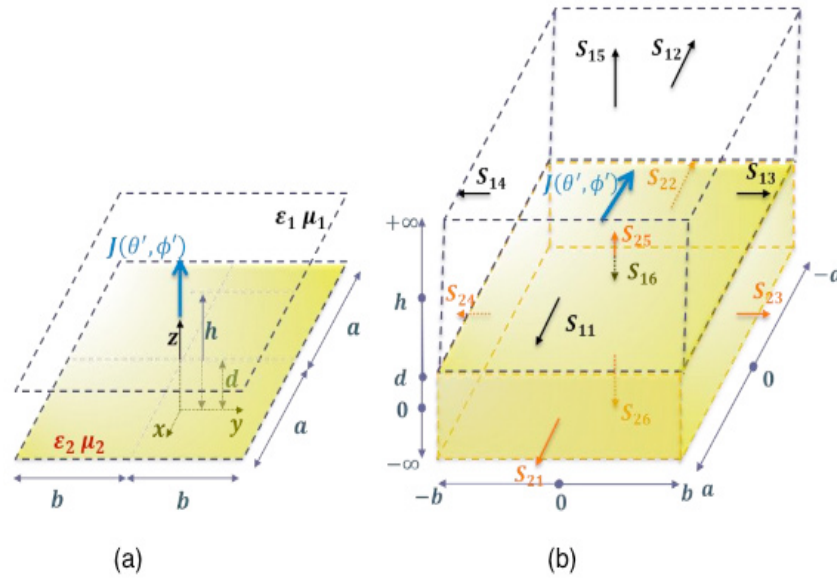 ε₁ μ₁
J(θ′,ϕ′)
z
h
d
a
x
y
a
ε₂ μ₂
b
b
(a)
S₁₅
S₁₂
S₁₄
J(θ′,ϕ′)
S₂₂
S₁₃
+∞
S₂₅
S₁₆
−a
h
S₂₄
S₂₃
S₁₁
d
0
0
S₂₆
−∞
S₂₁
−b
0
b
a
(b)